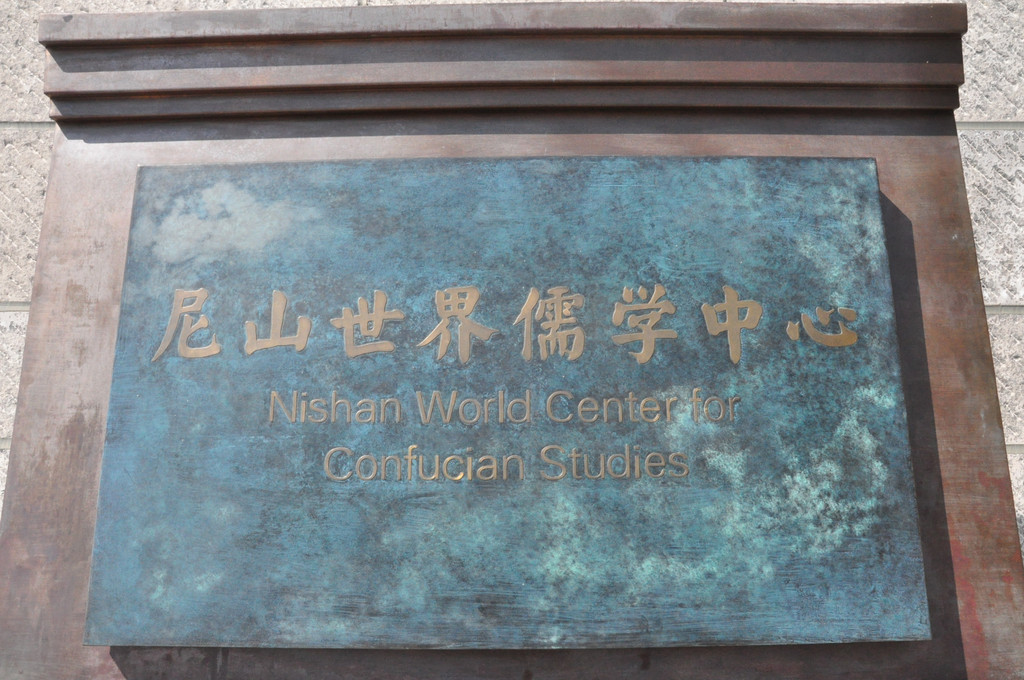 尼山世界儒学中心
Nishan World Center for
Confucian Studies